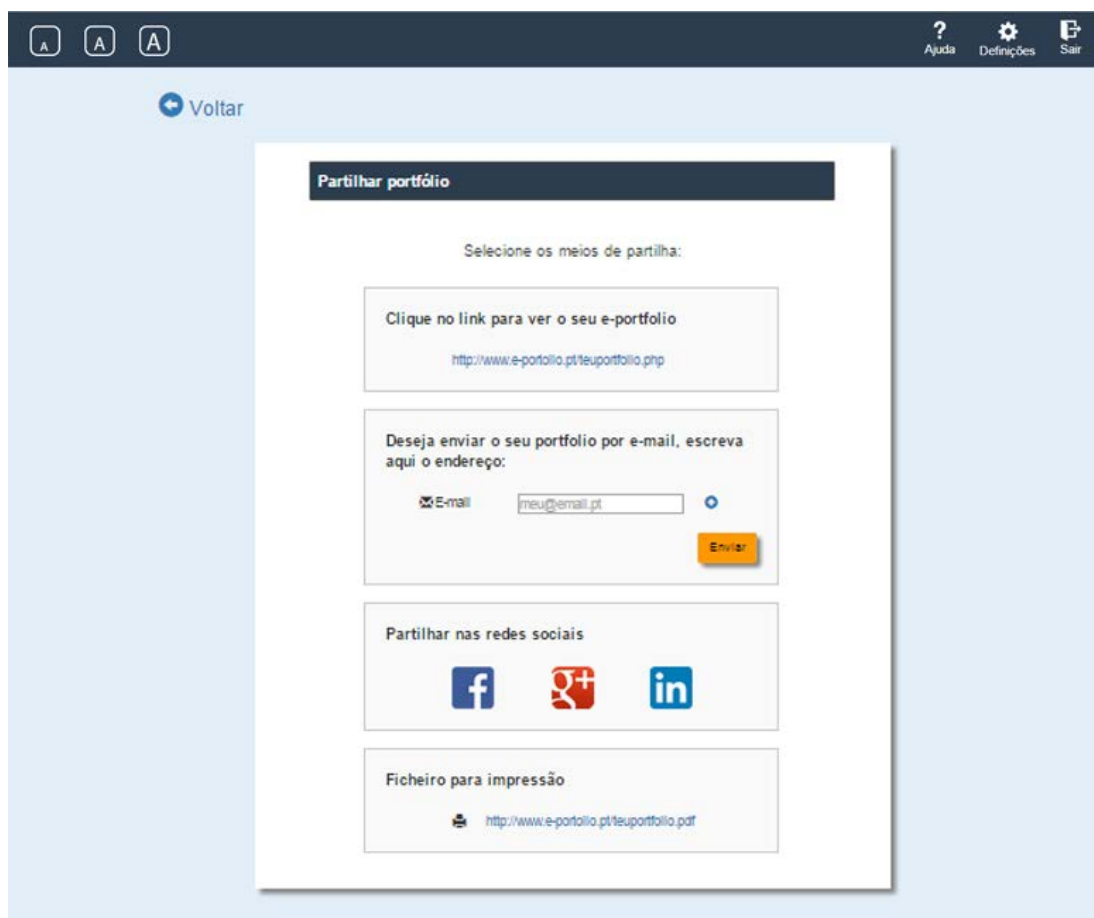 A A A
?
Ajuda Definições Sair
Voltar
Partilhar portfólio
Selecione os meios de partilha:
Clique no link para ver o seu e-portfolio
http://www.e-portolio.pt/teuportfolio.php
Deseja enviar o seu portfolio por e-mail, escreva
aqui o endereço:
E-mail meu@email.pt
Enviar
Partilhar nas redes sociais
f g+ in
Ficheiro para impressão
http://www.e-portolio.pt/teuportfolio.pdf